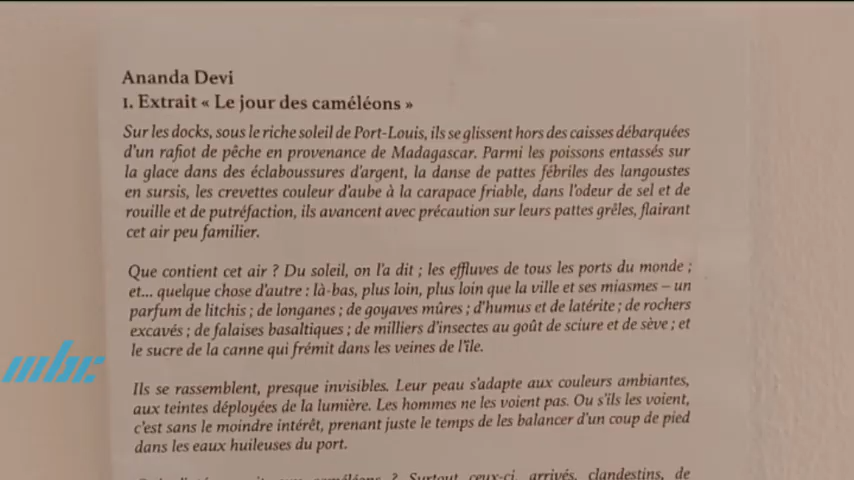 Ananda Devi
1. Extrait « Le jour des caméléons »
Sur les docks, sous le riche soleil de Port-Louis, ils se glissent hors des caisses débarquées
d'un rafiot de pêche en provenance de Madagascar. Parmi les poissons entassés sur
la glace dans des éclaboussures d'argent, la danse de pattes fébriles des langoustes
en sursis, les crevettes couleur d'aube à la carapace friable, dans l'odeur de sel et de
rouille et de putréfaction, ils avancent avec précaution sur leurs pattes grêles, flairant
cet air peu familier.
Que contient cet air ? Du soleil, on l'a dit ; les effluves de tous les ports du monde ;
et... quelque chose d'autre : là-bas, plus loin, plus loin que la ville et ses miasmes – un
parfum de litchis ; de longanes ; de goyaves mûres ; d'humus et de latérite ; de rochers
excavés ; de falaises basaltiques ; de milliers d'insectes au goût de sciure et de sève ; et
le sucre de la canne qui frémit dans les veines de l'île.
mbc
Ils se rassemblent, presque invisibles. Leur peau s'adapte aux couleurs ambiantes,
aux teintes déployées de la lumière. Les hommes ne les voient pas. Ou s'ils les voient,
c'est sans le moindre intérêt, prenant juste le temps de les balancer d'un coup de pied
dans les eaux huileuses du port.
caméléons ? Surtout ceux-ci, arrivés, clandestins, de